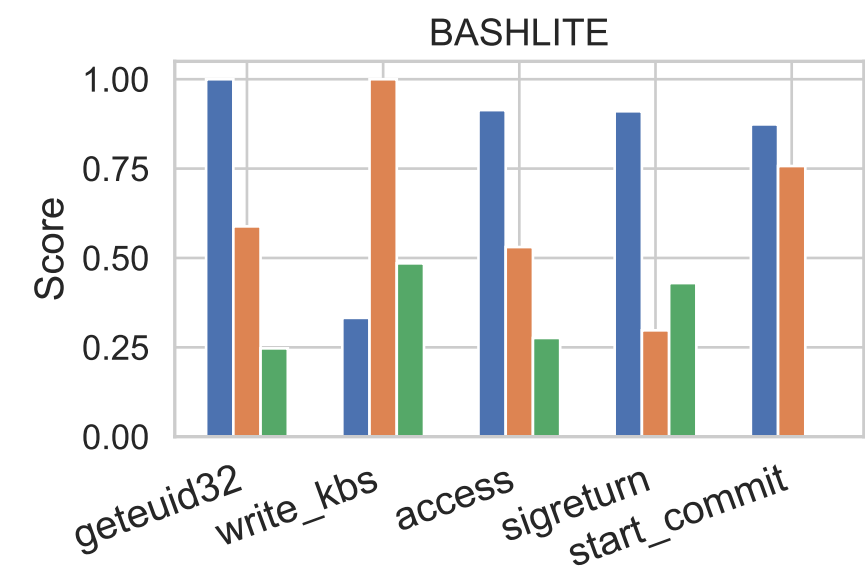 BASHLITE
1.00
0.75
0.50
0.25
0.00
Score
geteuid32
write_kbs
access
sigreturn
start_commit